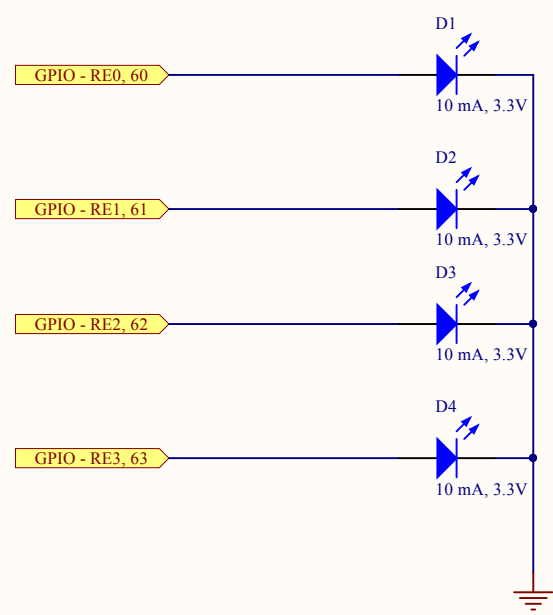 D1
GPIO - RE0, 60
10 mA, 3.3V
D2
GPIO - RE1, 61
10 mA, 3.3V
D3
GPIO - RE2, 62
10 mA, 3.3V
D4
GPIO - RE3, 63
10 mA, 3.3V